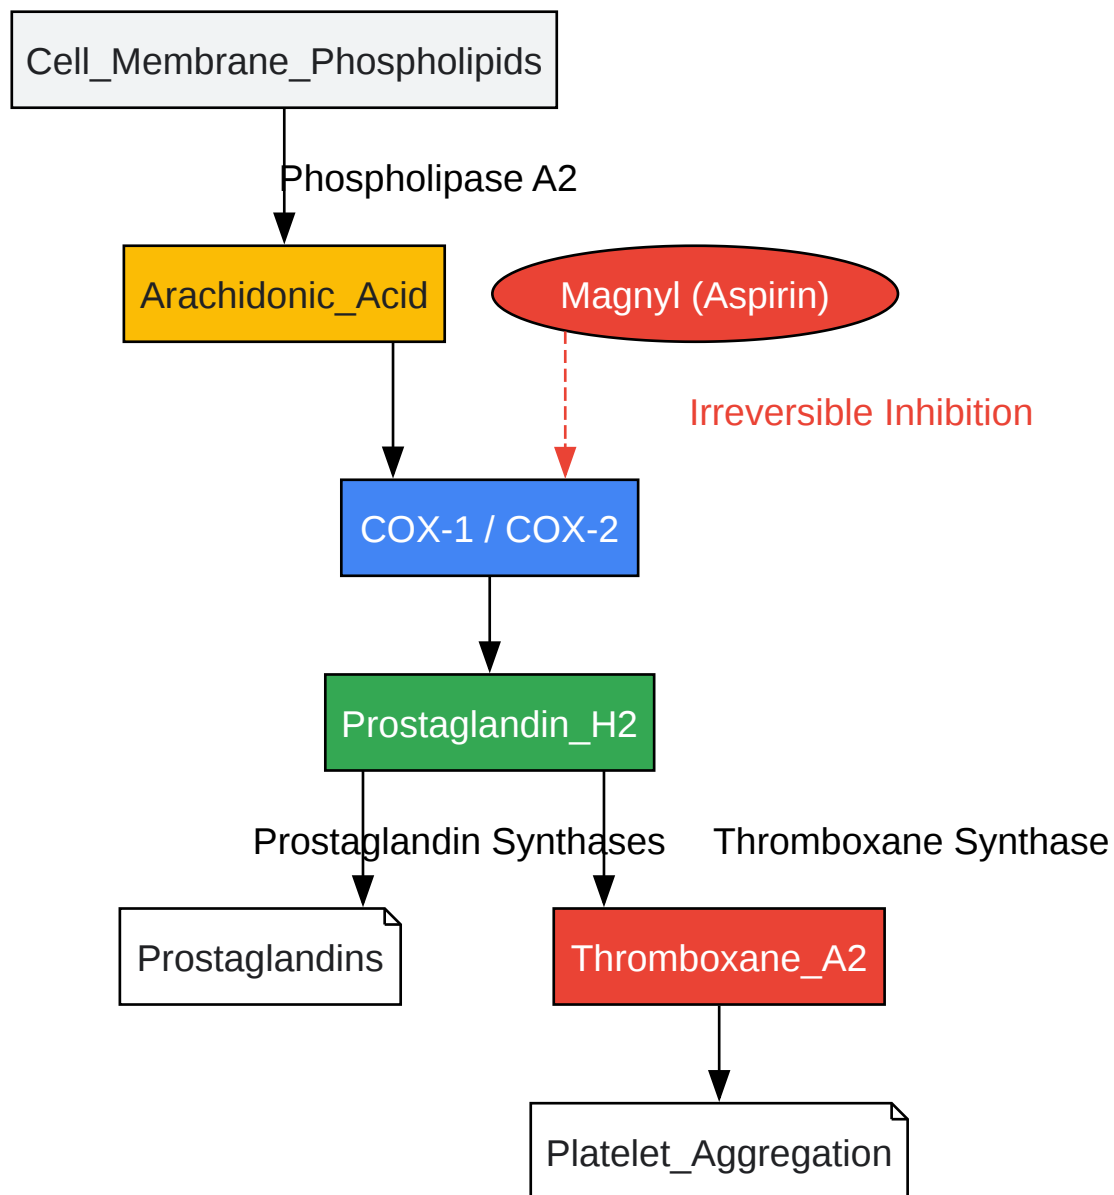 Cell_Membrane_Phospholipids
Phospholipase A2
Arachidonic_Acid
Magnyl (Aspirin)
Irreversible Inhibition
COX-1 / COX-2
Prostaglandin_H2
Prostaglandin Synthases
Thromboxane Synthase
Prostaglandins
Thromboxane_A2
Platelet_Aggregation